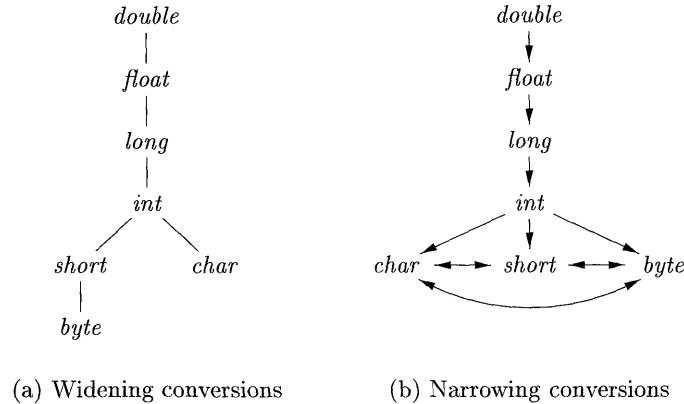 double
float
long
int
short char
byte
(a) Widening conversions
double
float
long
int
char short byte
(b) Narrowing conversions